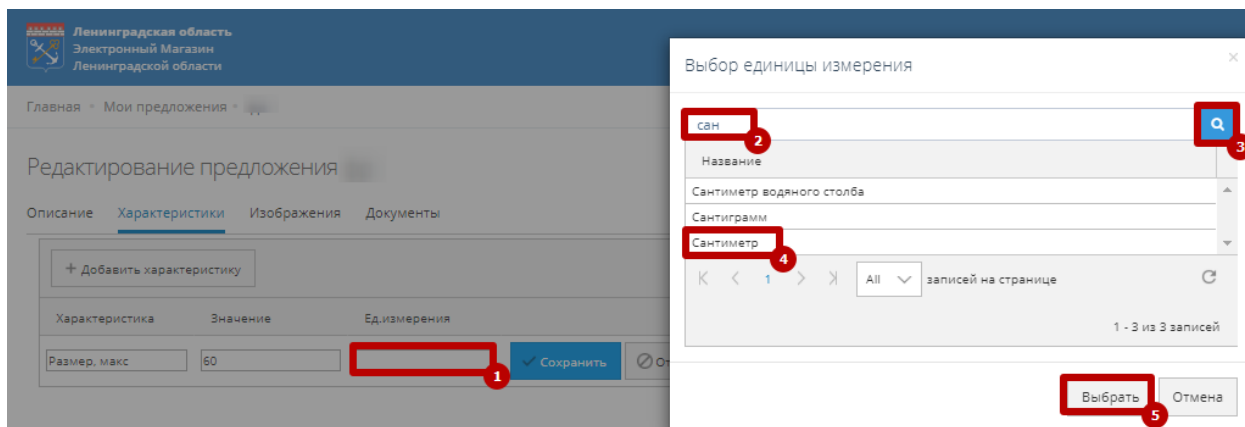 Ленинградская область
Электронный Магазин
Ленинградской области
Главная Мои предложения
Редактирование предложения
Описание Характеристики Изображения Документы
+ Добавить характеристику
Характеристика Значение Ед.измерения
Размер, макс 60 1 Сохранить От
Выбор единицы измерения
сан 2 3
Название
Сантиметр водяного столба
Сантиграмм
Сантиметр 4
1 All записей на странице
1 - 3 из 3 записей
Выбрать 5 Отмена